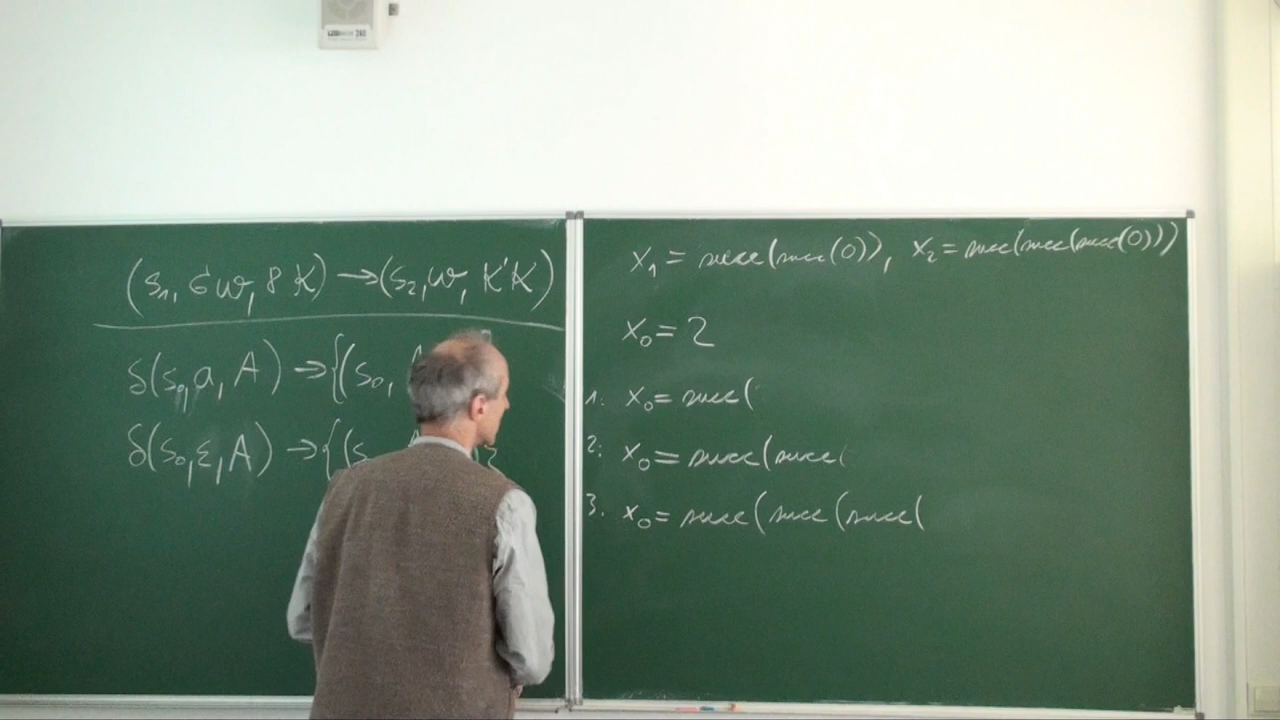 (s₁, σw, β K) → (s₂, w, K'K)
δ(s₀, a, A) → {(s₀,
δ(s₀, ε, A) → {(s
x₁ = succ(succ(0)), x₂ = succ(succ(succ(0)))
x₀ = 2
1. x₀ = succ(
2. x₀ = succ(succ(
3. x₀ = succ(succ(succ(